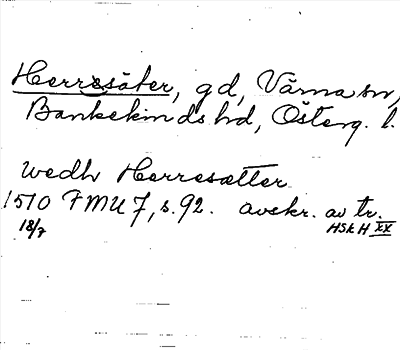 Herresäter, gd, Värna sn,
Bankekinds hd, Österg. l.
wedh Herresætter
1510 FMU 7, s. 92. avskr. av tr.
18/7 HSkH XX